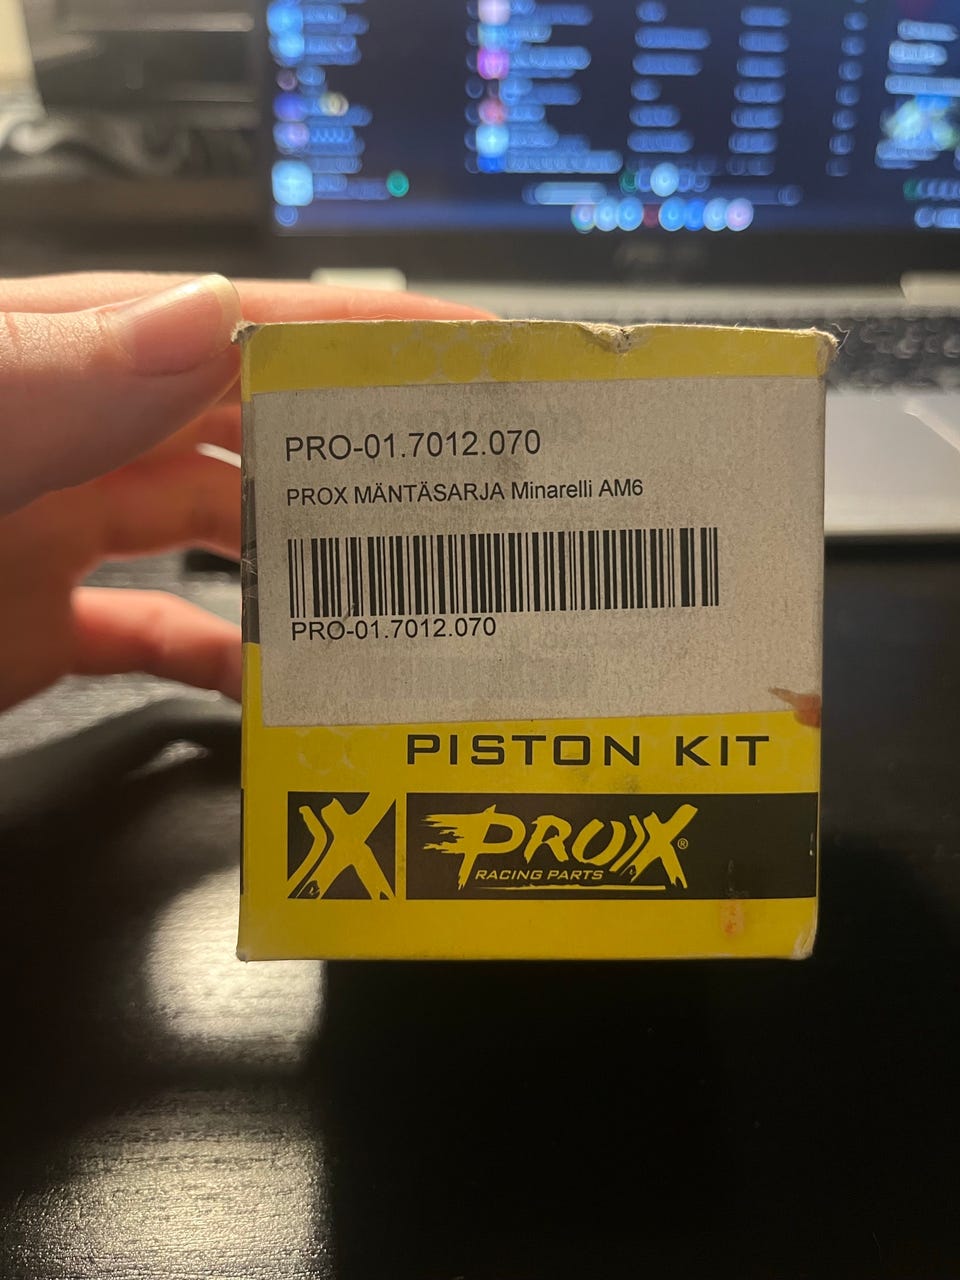 PRO-01.7012.070
PROX MÄNTÄSARJA Minarelli AM6
PRO-01.7012.070
PISTON KIT
PROX®
RACING PARTS